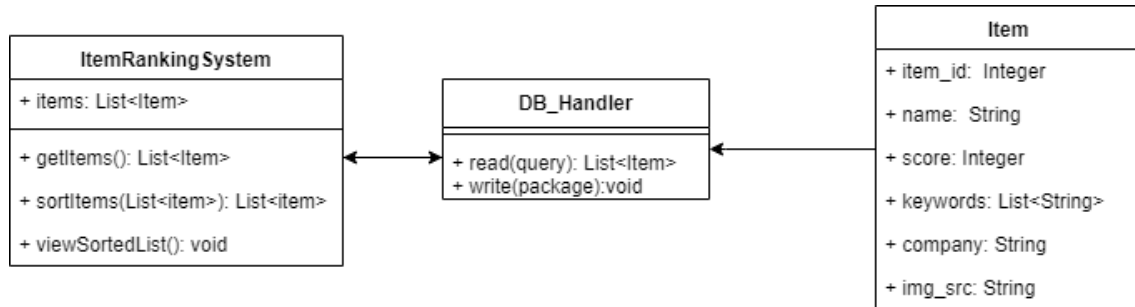 ItemRankingSystem
+ items: List<Item>
+ getItems(): List<Item>
+ sortItems(List<item>): List<item>
+ viewSortedList(): void
DB_Handler
+ read(query): List<Item>
+ write(package):void
Item
+ item_id: Integer
+ name: String
+ score: Integer
+ keywords: List<String>
+ company: String
+ img_src: String